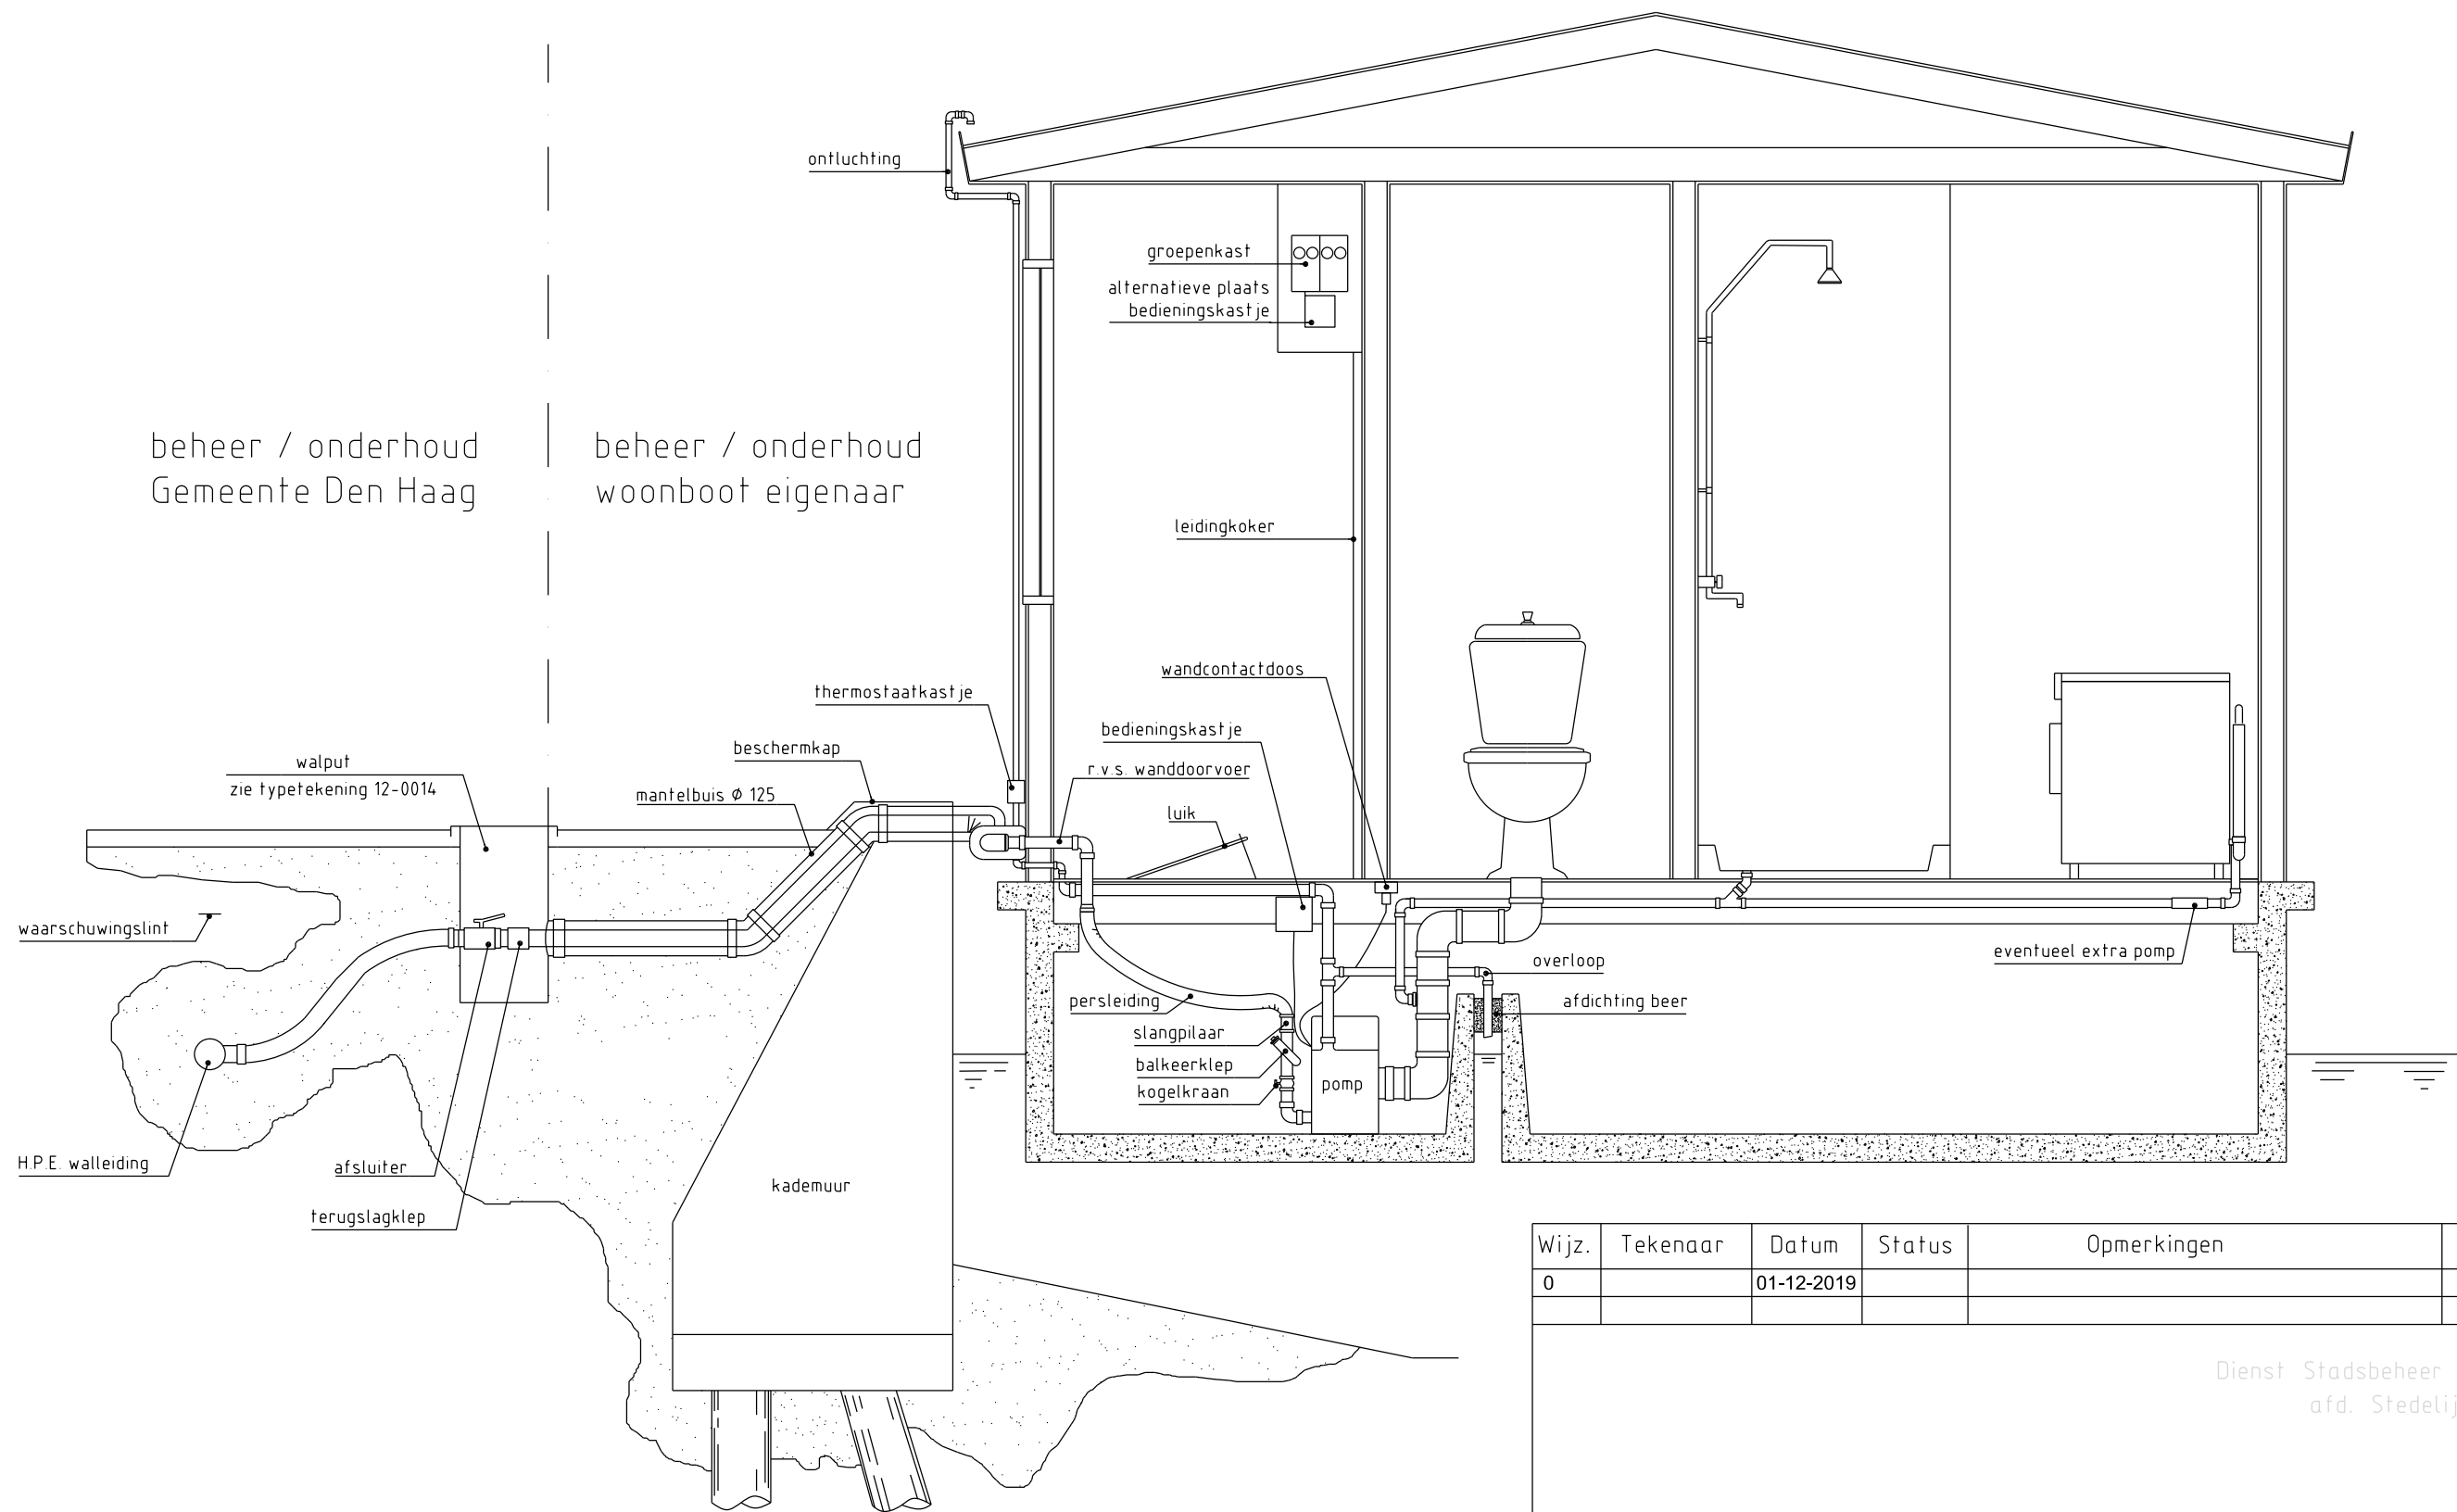 ontluchting
groepenkast
alternatieve plaats
bedieningskastje
beheer / onderhoud
Gemeente Den Haag
beheer / onderhoud
woonboot eigenaar
leidingkoker
wandcontactdoos
thermostaatkastje
bedieningskastje
beschermkap
walput
zie typetekening 12-0014
r.v.s. wanddoorvoer
mantelbuis Ø 125
luik
waarschuwingslint
eventueel extra pomp
overloop
persleiding
afdichting beer
slangpilaar
balkeerklep
pomp
kogelkraan
H.P.E. walleiding
afsluiter
kademuur
terugslagklep
Wijz. Tekenaar Datum Status Opmerkingen
0 01-12-2019
Dienst Stadsbeheer
afd.